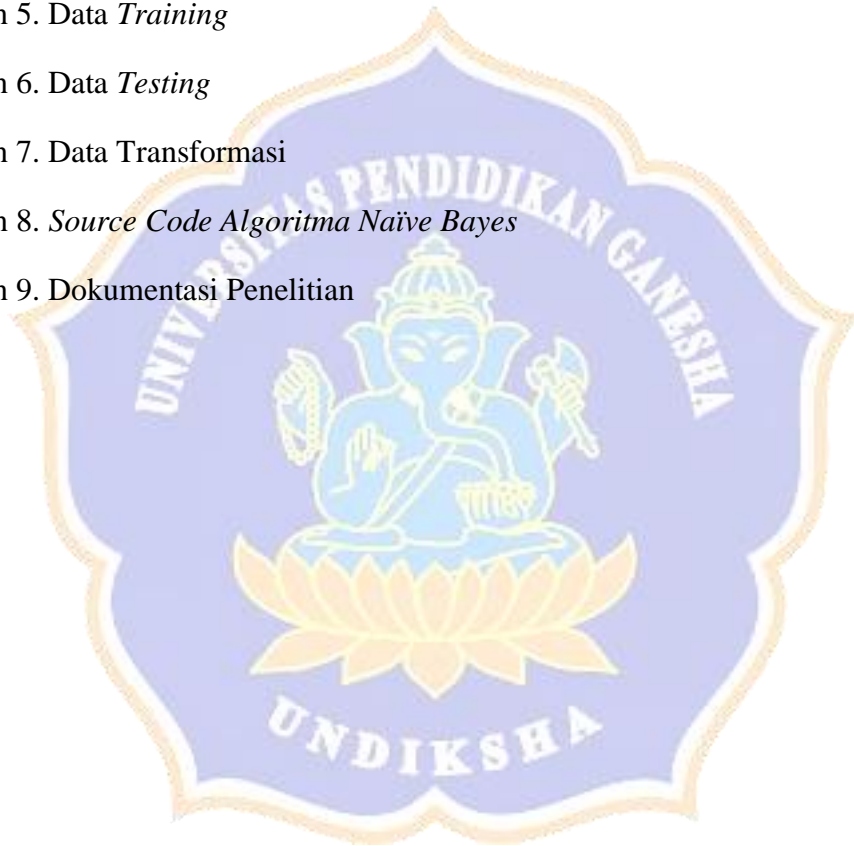 n 5. Data Training
n 6. Data Testing
n 7. Data Transformasi
n 8. Source Code Algoritma Naïve Bayes
n 9. Dokumentasi Penelitian
UNIVERSITAS PENDIDIKAN GANESHA
UNDIKSHA